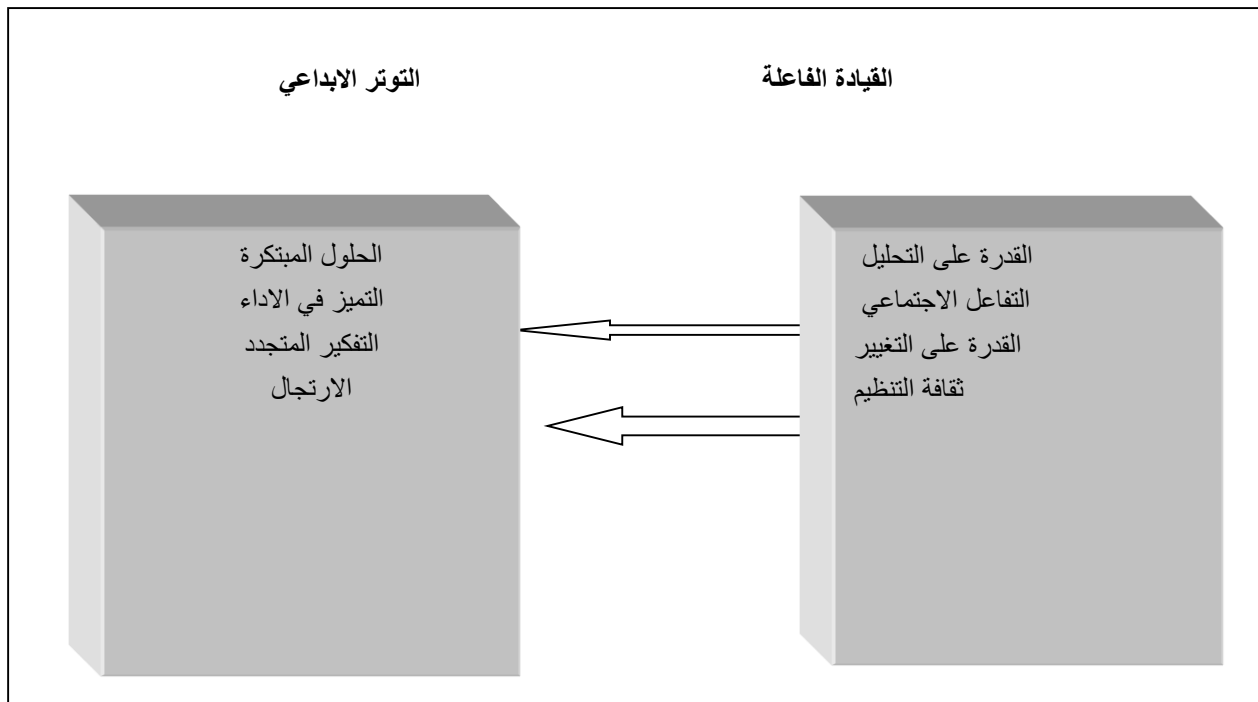 القيادة الفاعلة
التوتر الابداعي
القدرة على التحليل
التفاعل الاجتماعي
القدرة على التغيير
ثقافة التنظيم
الحلول المبتكرة
التميز في الاداء
التفكير المتجدد
الارتجال